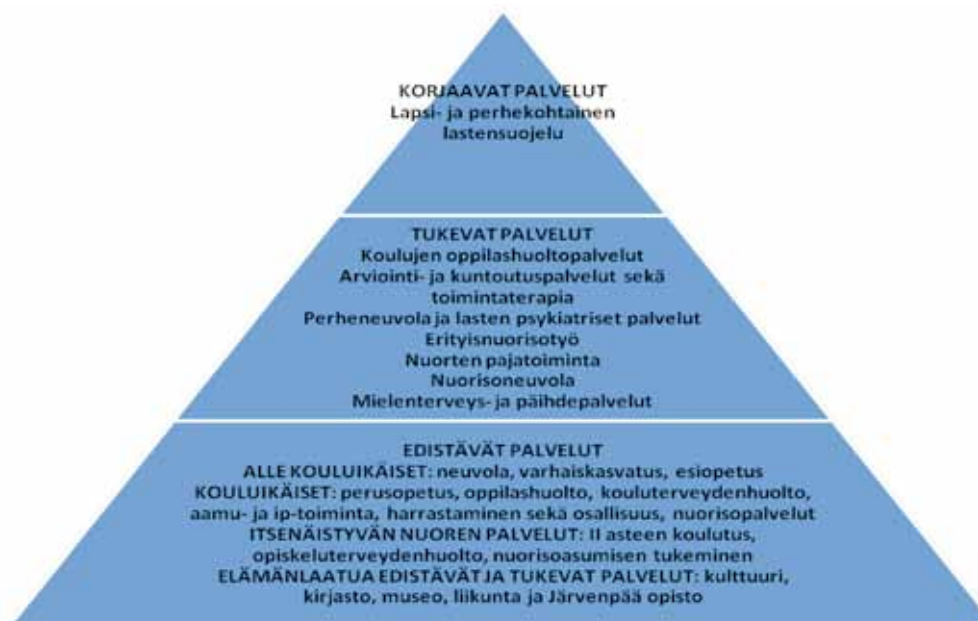 KORJAAVAT PALVELUT
Lapsi- ja perhekohtainen
lastensuojelu
TUKEVAT PALVELUT
Koulujen oppilashuoltopalvelut
Arviointi- ja kuntoutuspalvelut sekä
toimintaterapia
Perheneuvola ja lasten psykiatriset palvelut
Erityisnuorisotyö
Nuorten pajatoiminta
Nuorisoneuvola
Mielenterveys- ja päihdepalvelut
EDISTÄVÄT PALVELUT
ALLE KOULUIKÄISET: neuvola, varhaiskasvatus, esiopetus
KOULUIKÄISET: perusopetus, oppilashuolto, kouluterveydenhuolto,
aamu- ja ip-toiminta, harrastaminen sekä osallisuus, nuorisopalvelut
ITSENÄISTYVÄN NUOREN PALVELUT: II asteen koulutus,
opiskeluterveydenhuolto, nuorisoasumisen tukeminen
ELÄMÄNLAATUA EDISTÄVÄT JA TUKEVAT PALVELUT: kulttuuri,
kirjasto, museo, liikunta ja Järvenpää opisto